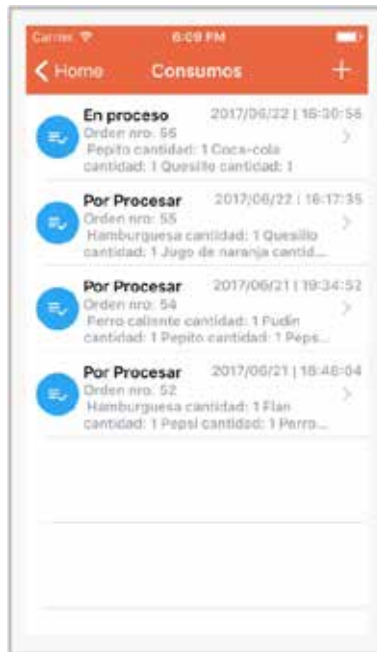 Carrier 6:09 PM
Home Consumos +
En proceso 2017/06/22 | 16:30:56
Orden nro. 56
Pepito cantidad: 1 Coca-cola
cantidad: 1 Quesillo cantidad: 1
Por Procesar 2017/06/22 | 16:17:35
Orden nro. 55
Hamburguesa cantidad: 1 Quesillo
cantidad: 1 Jugo de naranja cantid...
Por Procesar 2017/06/21 | 19:34:52
Orden nro. 54
Perro caliente cantidad: 1 Pudin
cantidad: 1 Pepito cantidad: 1 Peps...
Por Procesar 2017/06/21 | 18:46:04
Orden nro. 52
Hamburguesa cantidad: 1 Flan
cantidad: 1 Pepsi cantidad: 1 Perro...